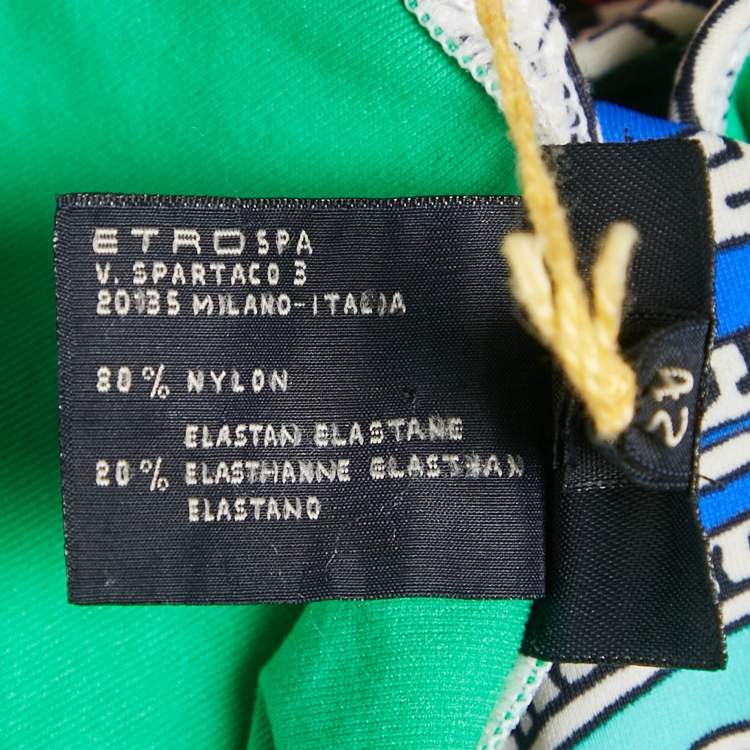 ETRO SPA
V. SPARTACO 3
20135 MILANO-ITALIA
80% NYLON
ELASTAN ELASTANE
20% ELASTHANNE ELASTHAN
ELASTANO
42